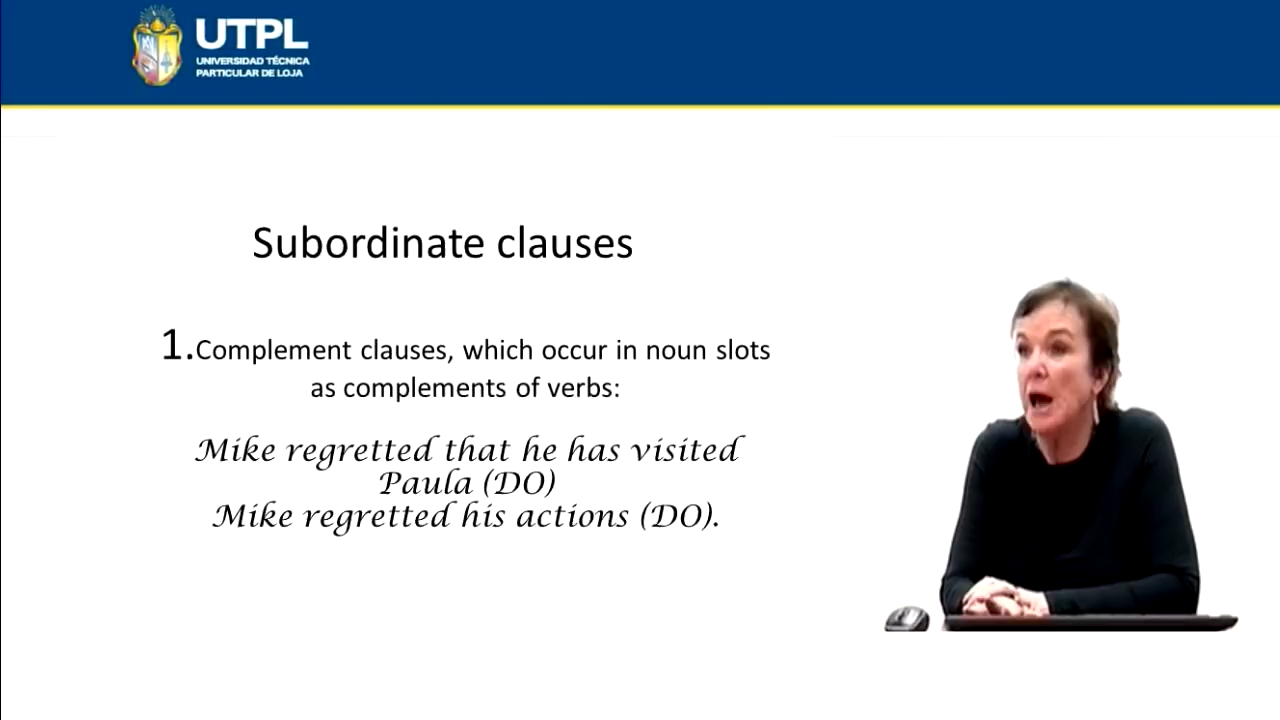 UTPL
UNIVERSIDAD TÉCNICA
PARTICULAR DE LOJA
Subordinate clauses
1.Complement clauses, which occur in noun slots
as complements of verbs:
Mike regretted that he has visited
Paula (DO)
Mike regretted his actions (DO).